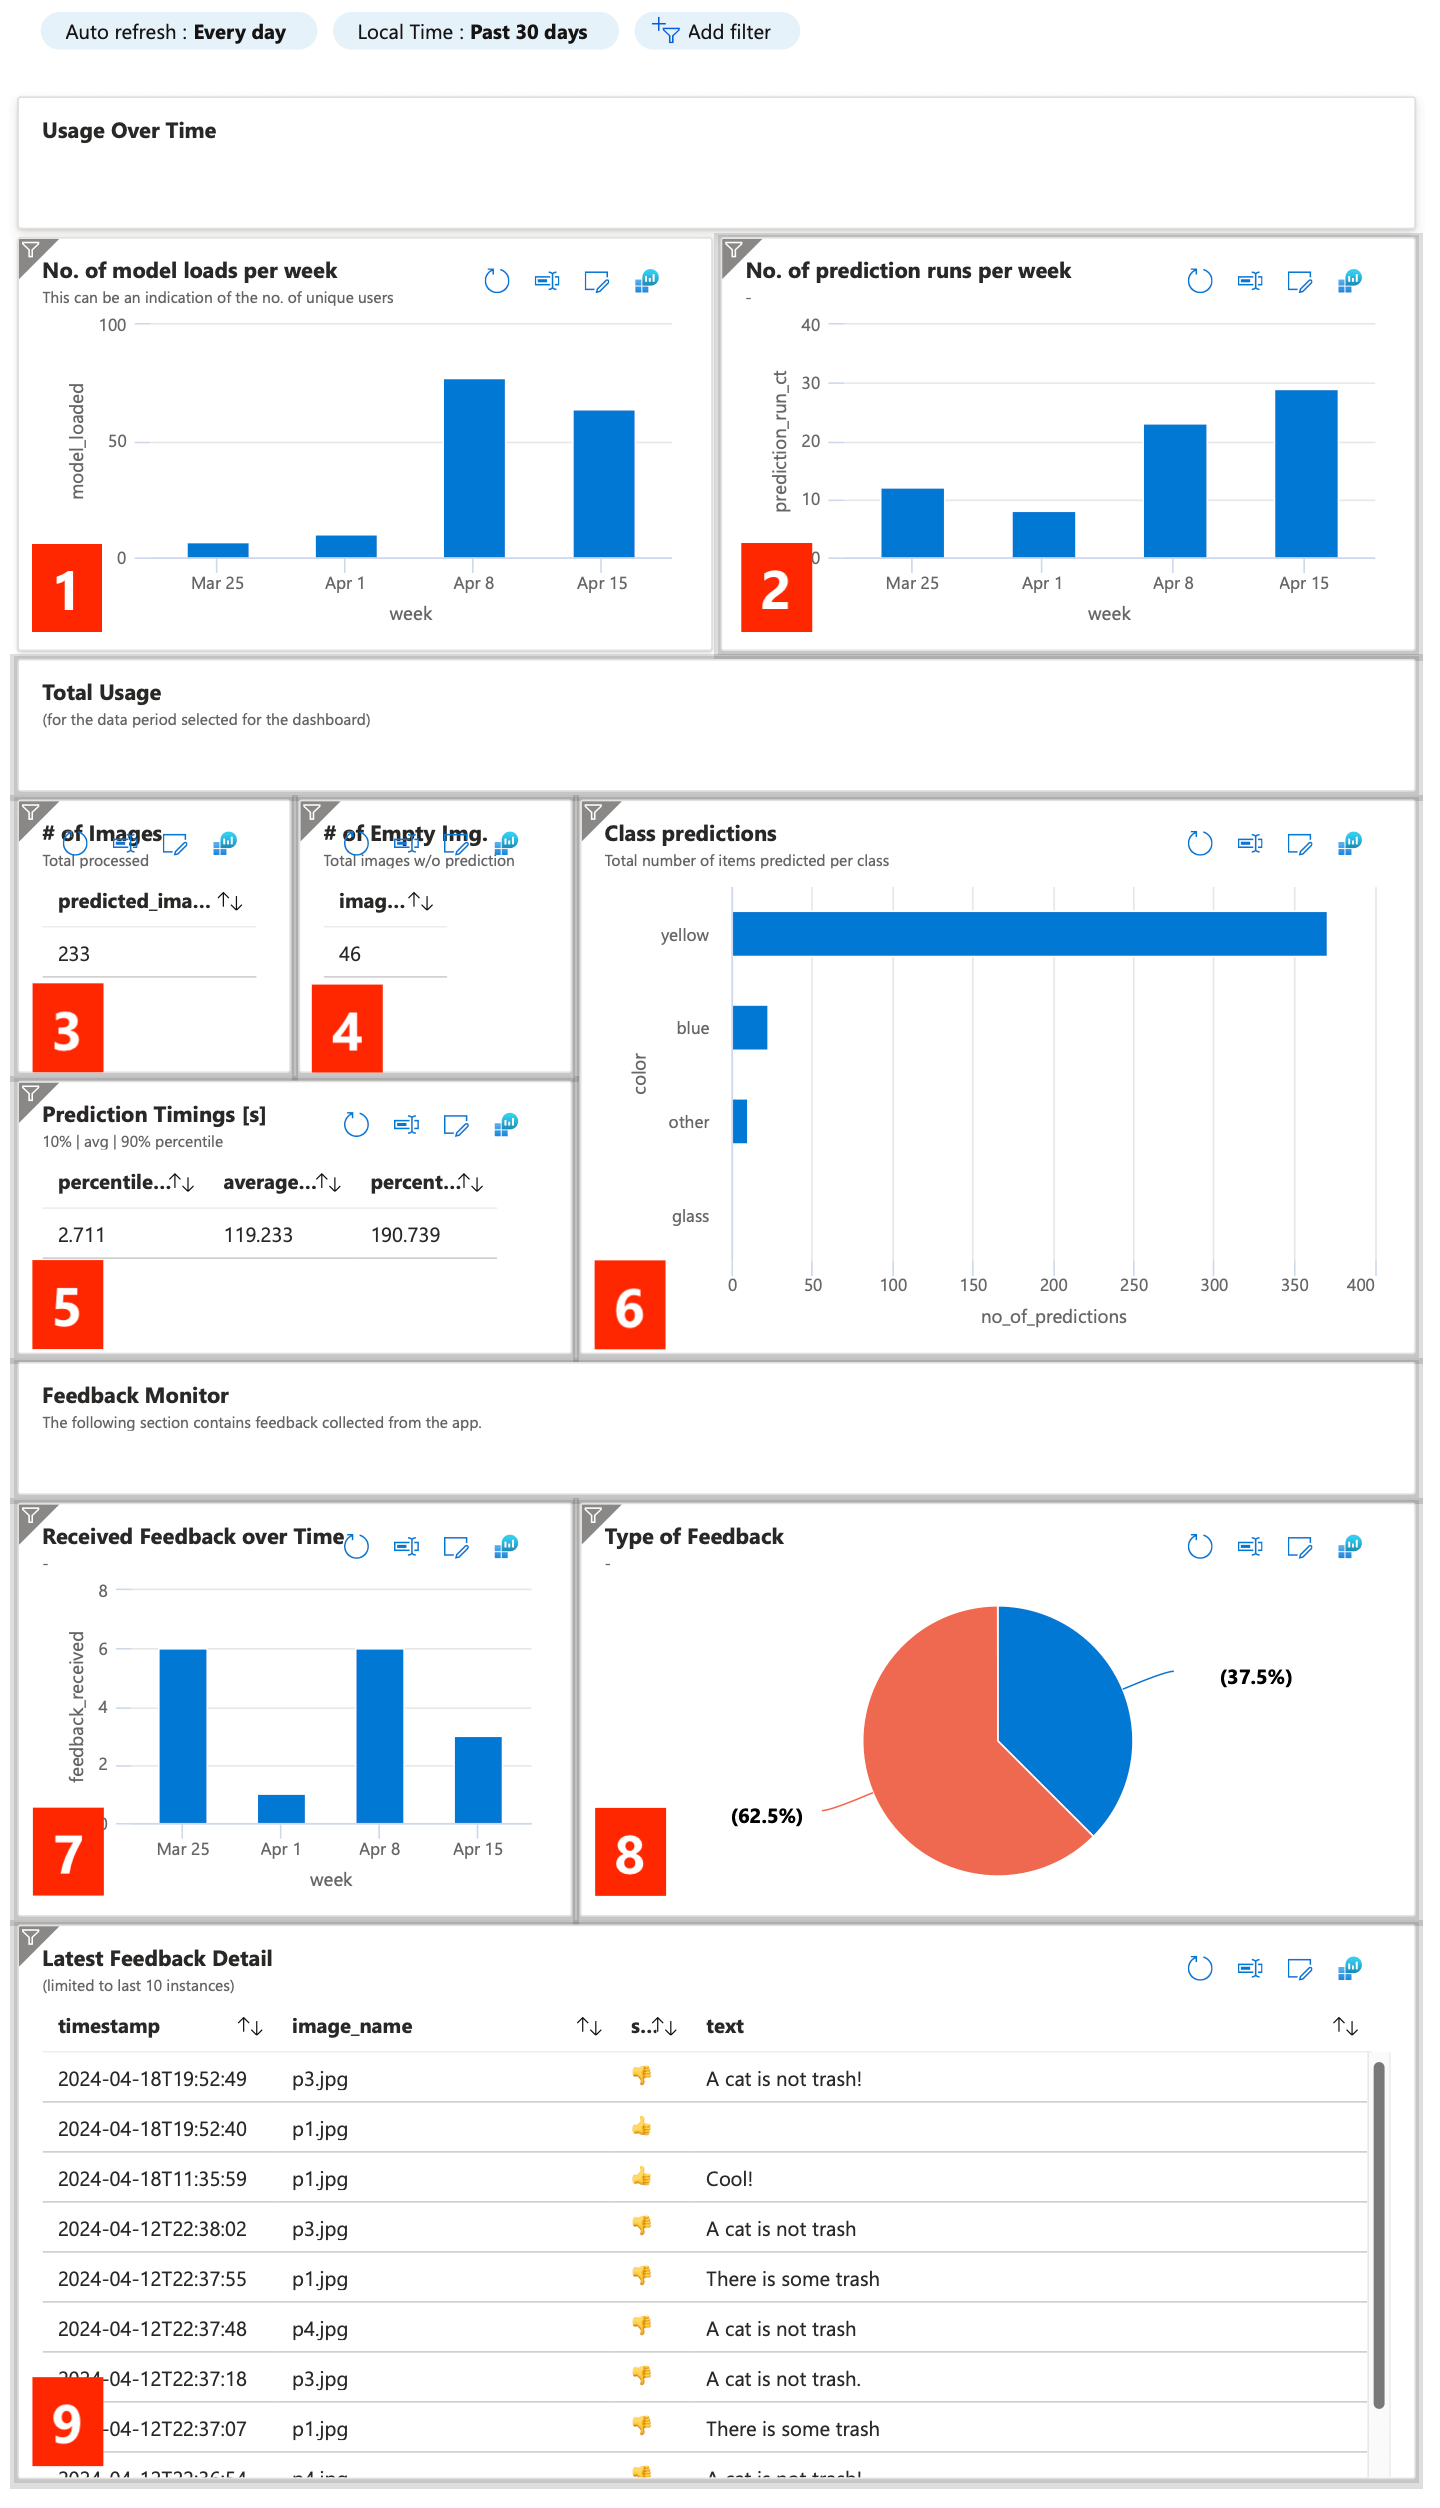 Auto refresh : Every day
Local Time : Past 30 days
Add filter
Usage Over Time
No. of model loads per week
This can be an indication of the no. of unique users
100
50
0
model_loaded
Mar 25
Apr 1
Apr 8
Apr 15
week
1
No. of prediction runs per week
-
40
30
20
10
0
prediction_run_ct
Mar 25
Apr 1
Apr 8
Apr 15
week
2
Total Usage
(for the data period selected for the dashboard)
# of Images
Total processed
predicted_ima...
233
3
# of Empty Img.
Total images w/o prediction
imag...
46
4
Prediction Timings [s]
10% | avg | 90% percentile
percentile... average... percent...
2.711 119.233 190.739
5
Class predictions
Total number of items predicted per class
yellow
blue
other
glass
color
0 50 100 150 200 250 300 350 400
no_of_predictions
6
Feedback Monitor
The following section contains feedback collected from the app.
Received Feedback over Time
-
8
6
4
2
feedback_received
Mar 25
Apr 1
Apr 8
Apr 15
week
7
Type of Feedback
-
(37.5%)
(62.5%)
8
Latest Feedback Detail
(limited to last 10 instances)
timestamp image_name s... text
2024-04-18T19:52:49 p3.jpg 👎 A cat is not trash!
2024-04-18T19:52:40 p1.jpg 👍
2024-04-18T11:35:59 p1.jpg 👍 Cool!
2024-04-12T22:38:02 p3.jpg 👎 A cat is not trash
2024-04-12T22:37:55 p1.jpg 👎 There is some trash
2024-04-12T22:37:48 p4.jpg 👎 A cat is not trash
-04-12T22:37:18 p3.jpg 👎 A cat is not trash.
-04-12T22:37:07 p1.jpg 👎 There is some trash
9